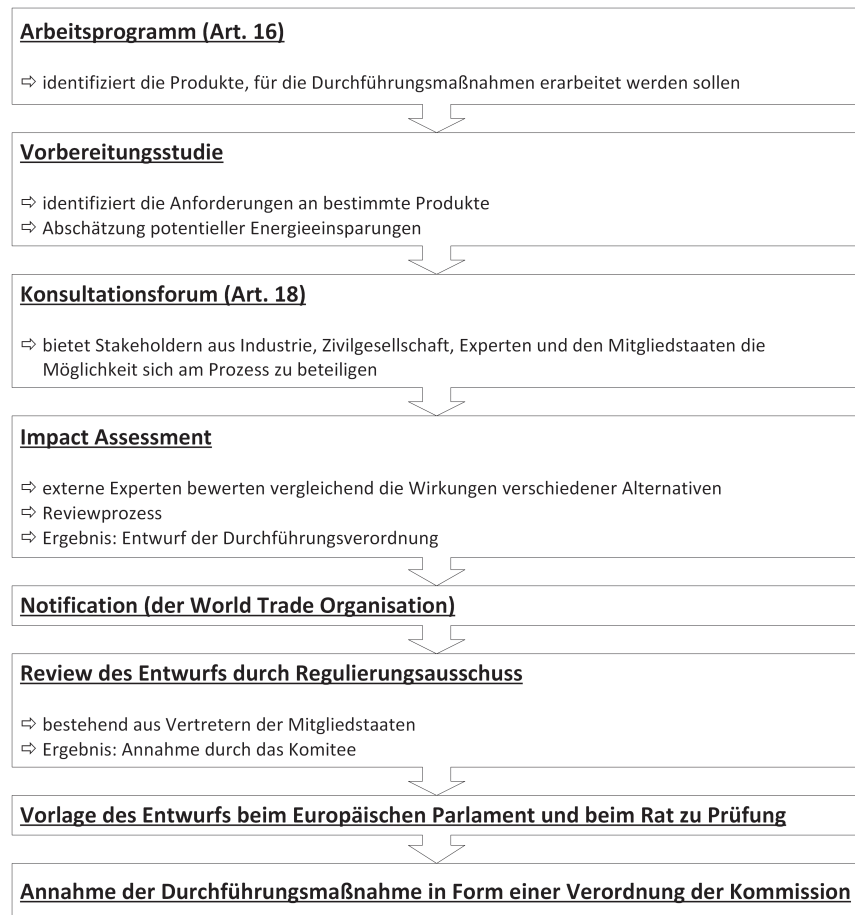 Arbeitsprogramm (Art. 16)
⇨ identifiziert die Produkte, für die Durchführungsmaßnahmen erarbeitet werden sollen
Vorbereitungsstudie
⇨ identifiziert die Anforderungen an bestimmte Produkte
⇨ Abschätzung potentieller Energieeinsparungen
Konsultationsforum (Art. 18)
⇨ bietet Stakeholdern aus Industrie, Zivilgesellschaft, Experten und den Mitgliedstaaten die
Möglichkeit sich am Prozess zu beteiligen
Impact Assessment
⇨ externe Experten bewerten vergleichend die Wirkungen verschiedener Alternativen
⇨ Reviewprozess
⇨ Ergebnis: Entwurf der Durchführungsverordnung
Notification (der World Trade Organisation)
Review des Entwurfs durch Regulierungsausschuss
⇨ bestehend aus Vertretern der Mitgliedstaaten
⇨ Ergebnis: Annahme durch das Komitee
Vorlage des Entwurfs beim Europäischen Parlament und beim Rat zu Prüfung
Annahme der Durchführungsmaßnahme in Form einer Verordnung der Kommission